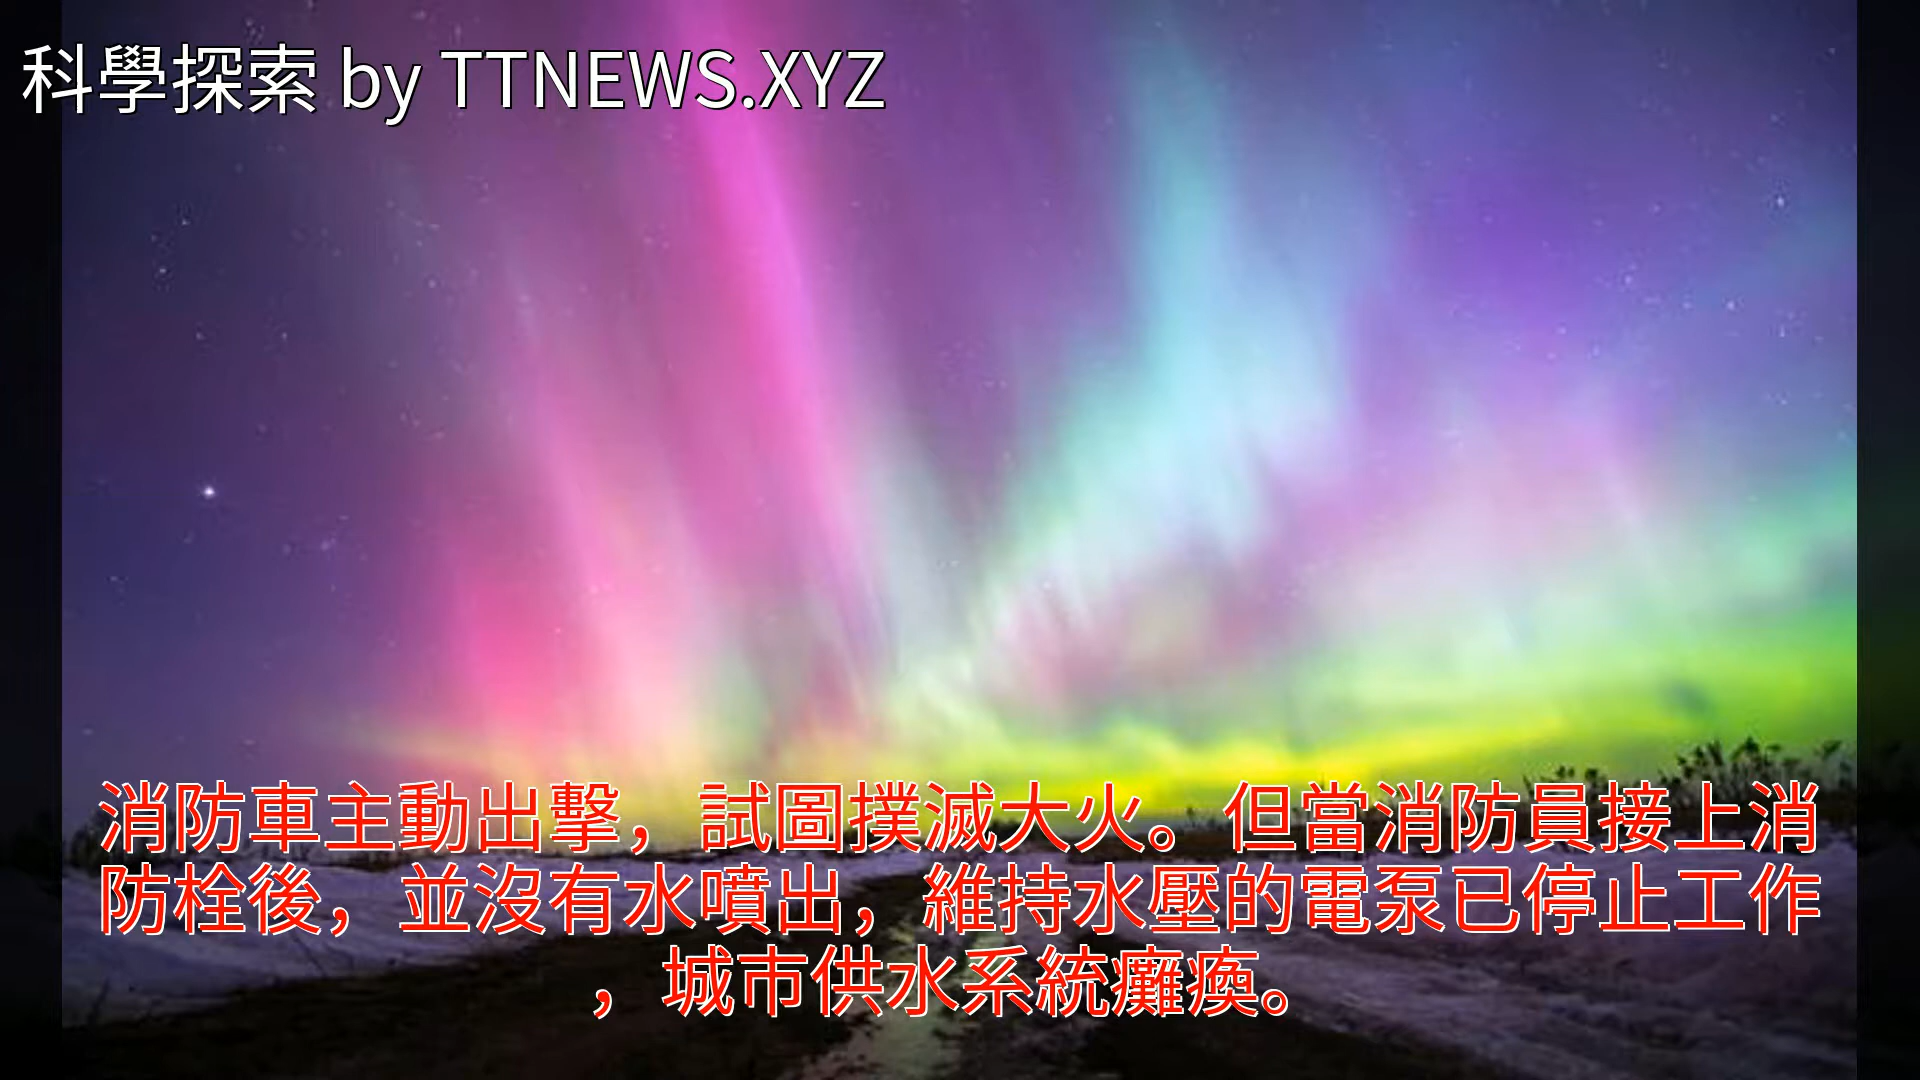 科學探索 by TTNEWS.XYZ
消防車主動出擊，試圖撲滅大火。但當消防員接上消
防栓後，並沒有水噴出，維持水壓的電泵已停止工作
，城市供水系統癱瘓。